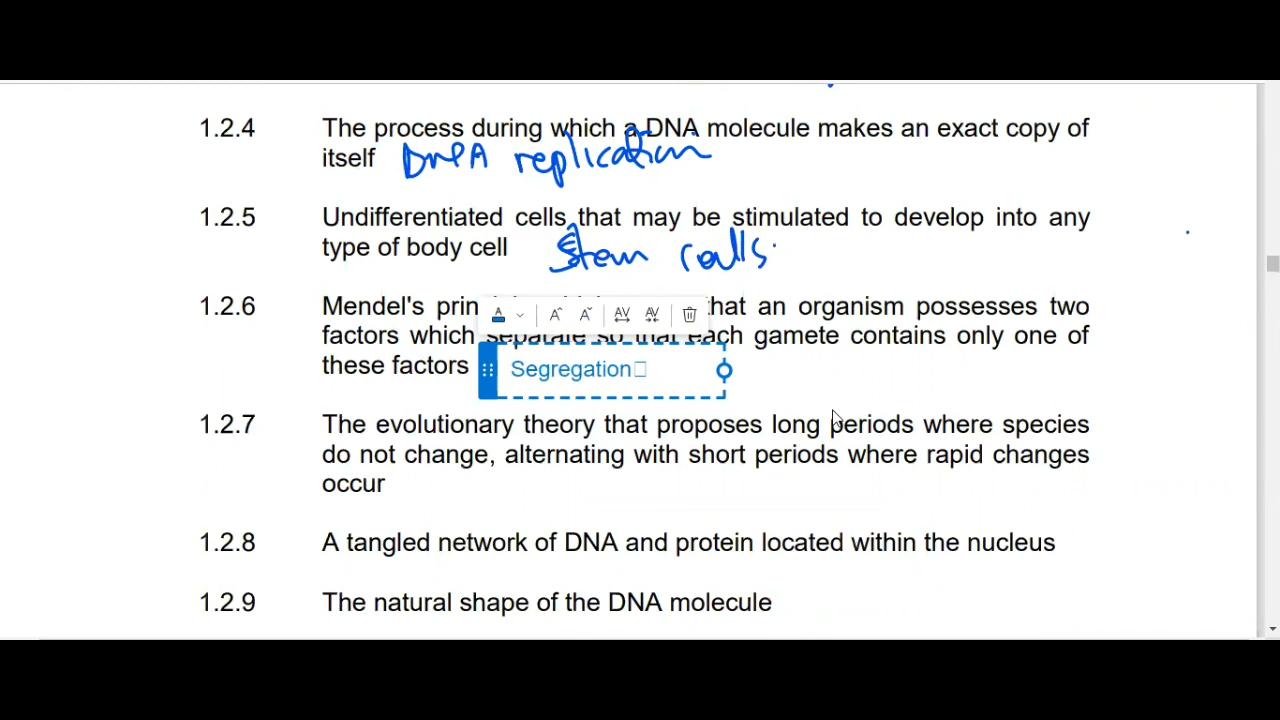 1.2.4 The process during which a DNA molecule makes an exact copy of
itself DNA replication
1.2.5 Undifferentiated cells that may be stimulated to develop into any
type of body cell Stem cells
1.2.6 Mendel's that an organism possesses two
factors which separate so that each gamete contains only one of
these factors Segregation
1.2.7 The evolutionary theory that proposes long periods where species
do not change, alternating with short periods where rapid changes
occur
1.2.8 A tangled network of DNA and protein located within the nucleus
1.2.9 The natural shape of the DNA molecule